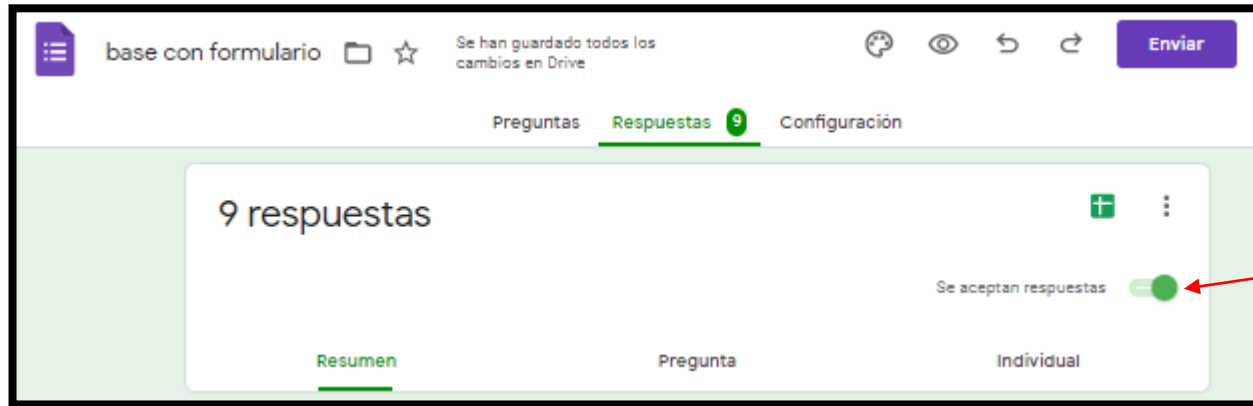 base con formulario
Se han guardado todos los
cambios en Drive
Enviar
Preguntas Respuestas 9 Configuración
9 respuestas
Se aceptan respuestas
Resumen Pregunta Individual